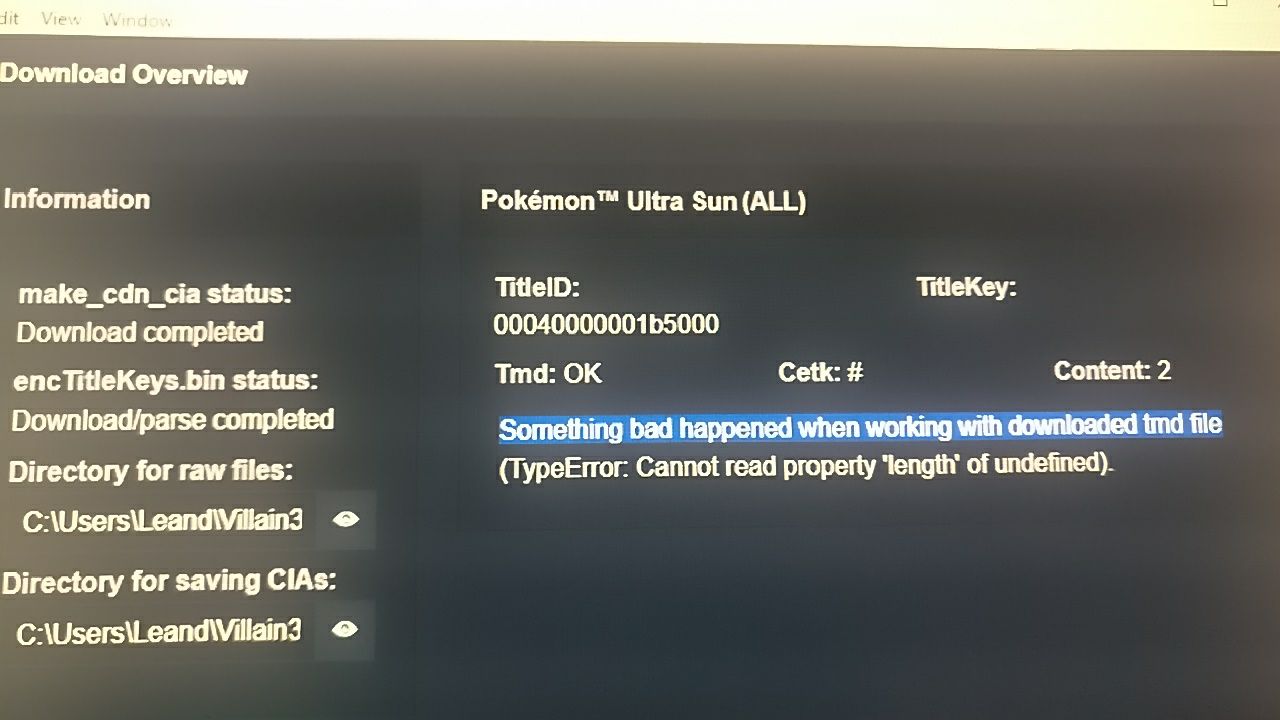 dit View Window
Download Overview
Information
Pokémon™ Ultra Sun (ALL)
make_cdn_cia status:
Download completed
encTitleKeys.bin status:
Download/parse completed
Directory for raw files:
C:\Users\Leand\Villain3
Directory for saving CIAs:
C:\Users\Leand\Villain3
TitleID:
00040000001b5000
TitleKey:
Tmd: OK
Cetk: #
Content: 2
Something bad happened when working with downloaded tmd file
(TypeError: Cannot read property 'length' of undefined).